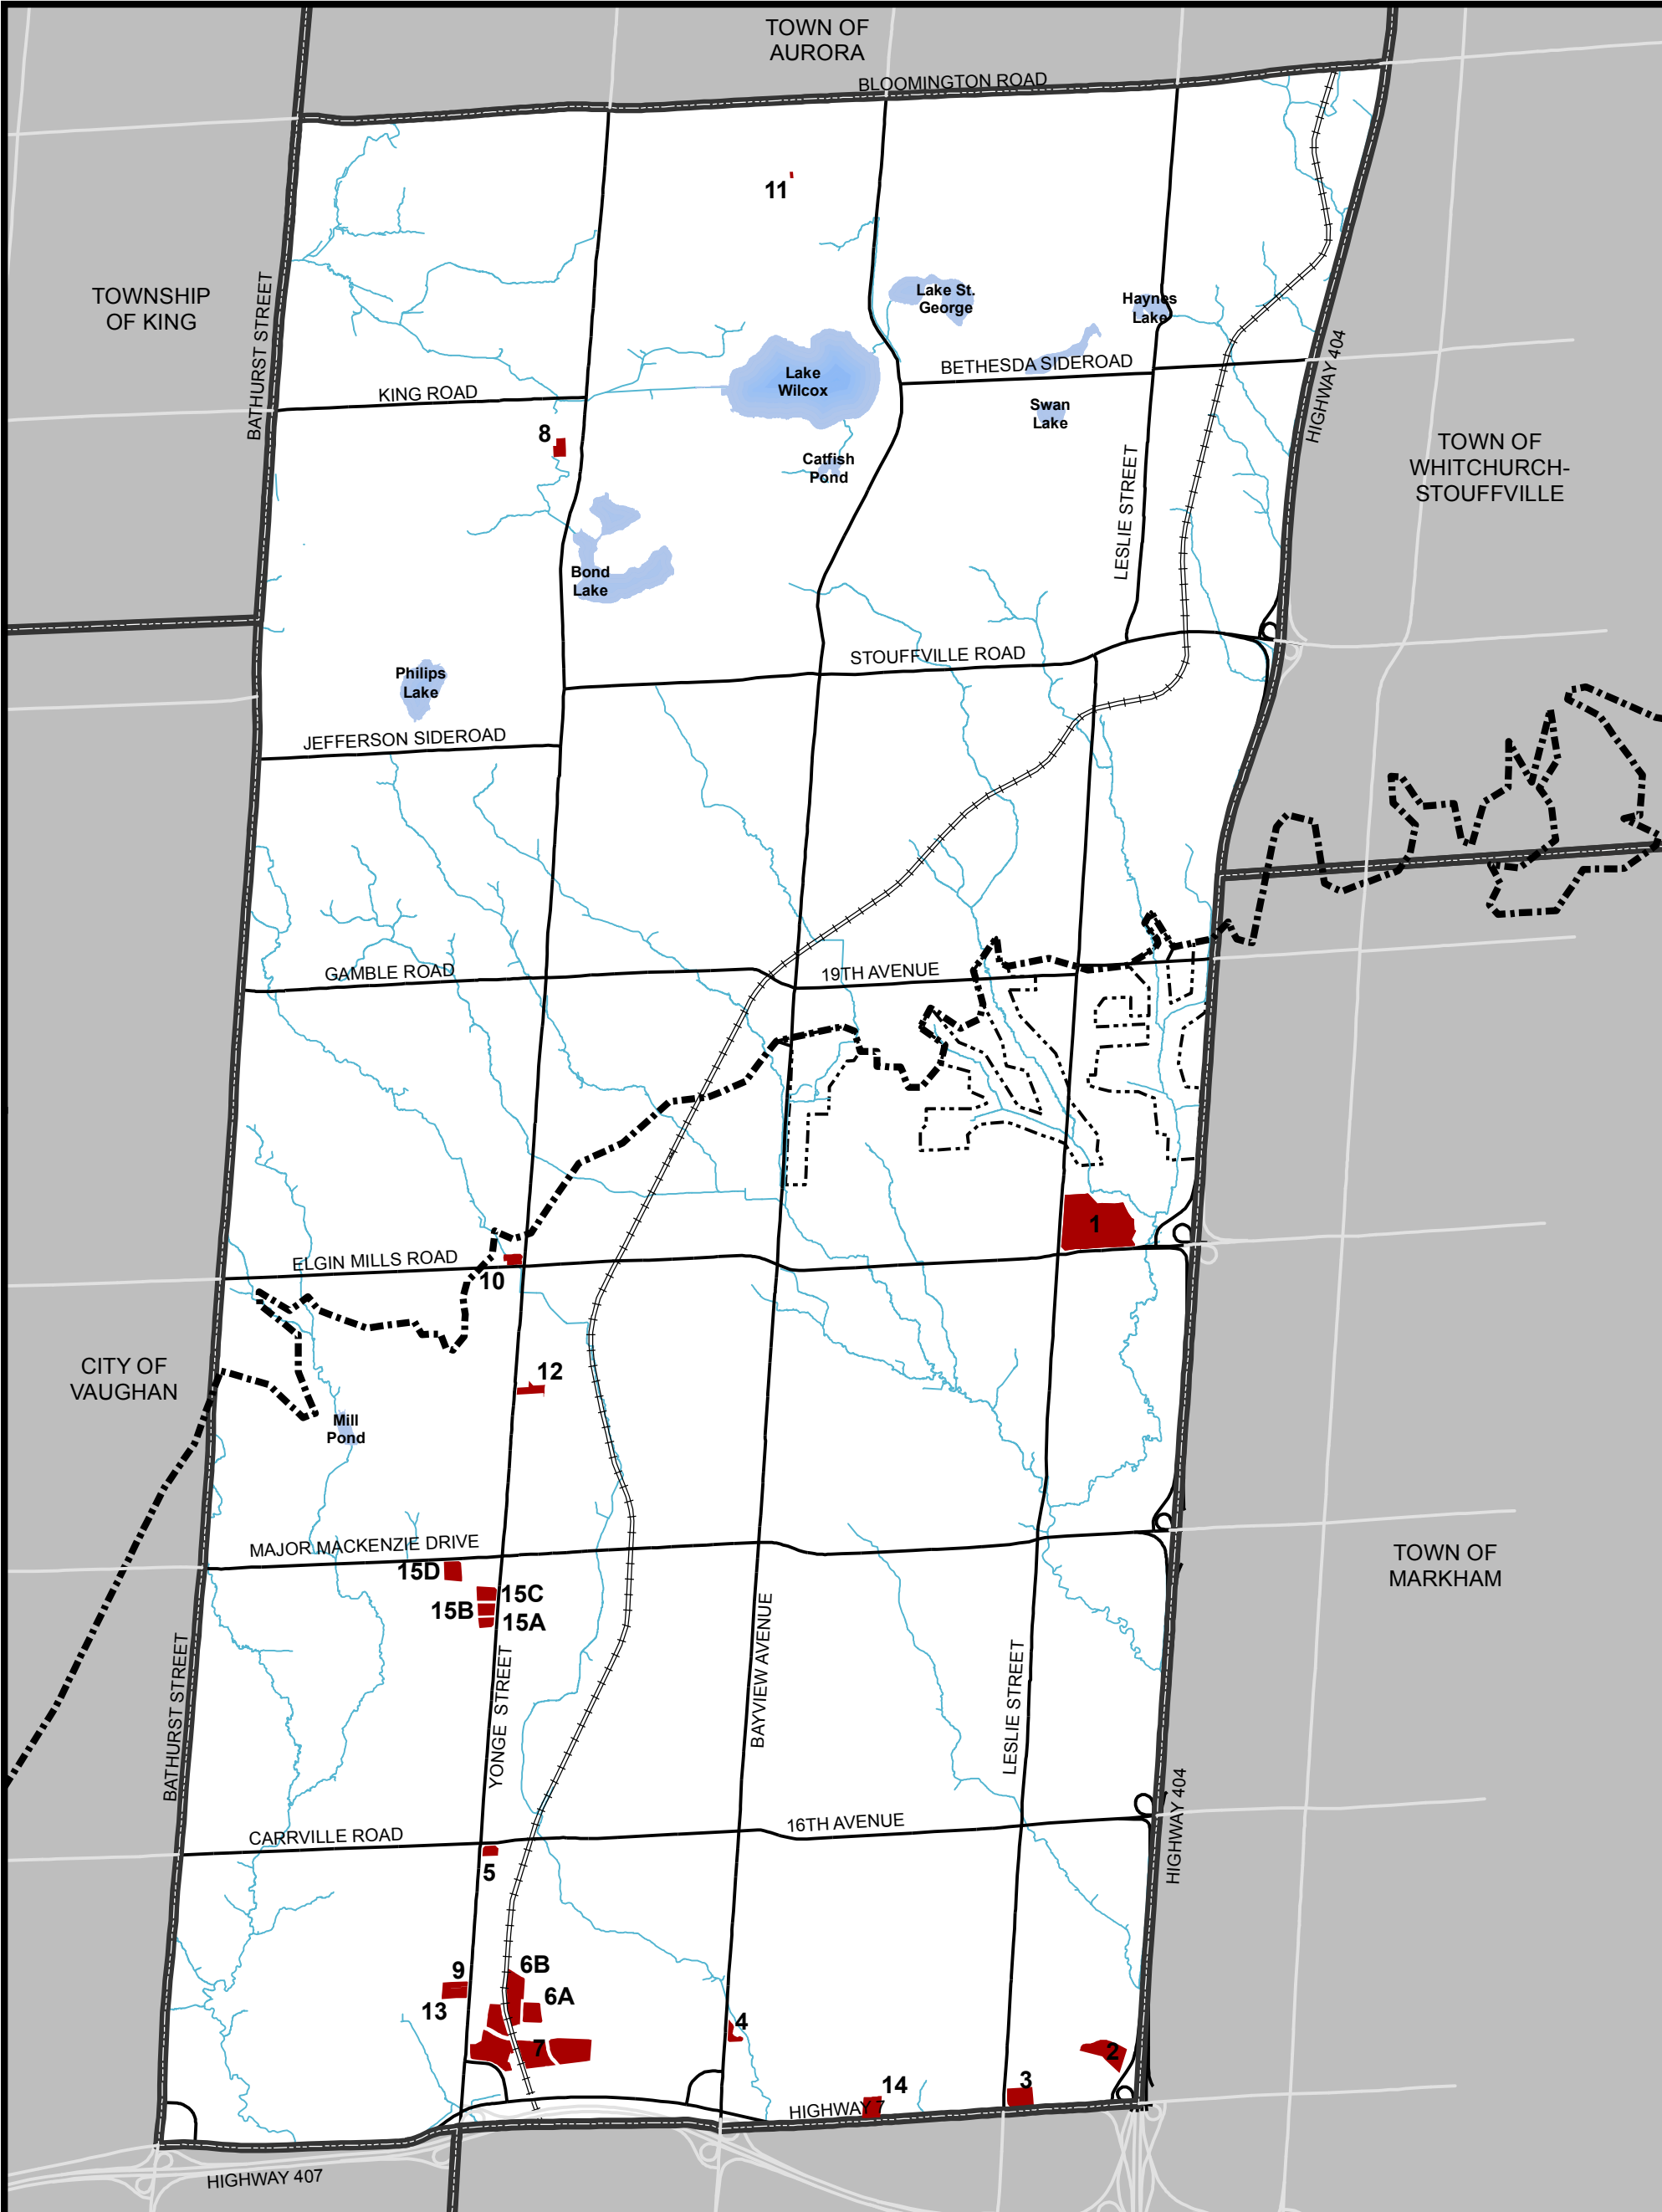 TOWN OF
AURORA
BLOOMINGTON ROAD
11
TOWNSHIP
OF KING
BATHURST STREET
Lake St.
George
Haynes
Lake
HIGHWAY 404
BETHESDA SIDEROAD
Lake
Wilcox
KING ROAD
Swan
Lake
8
Catfish
Pond
TOWN OF
WHITCHURCH-
STOUFFVILLE
LESLIE STREET
Bond
Lake
STOUFFVILLE ROAD
Philips
Lake
JEFFERSON SIDEROAD
GAMBLE ROAD
19TH AVENUE
1
ELGIN MILLS ROAD
10
CITY OF
VAUGHAN
12
Mill
Pond
MAJOR MACKENZIE DRIVE
TOWN OF
MARKHAM
15D
15C
15B
15A
BATHURST STREET
YONGE STREET
BAYVIEW AVENUE
LESLIE STREET
HIGHWAY 404
16TH AVENUE
CARRVILLE ROAD
5
6B
9
6A
13
4
7
2
3
14
HIGHWAY 7
HIGHWAY 407